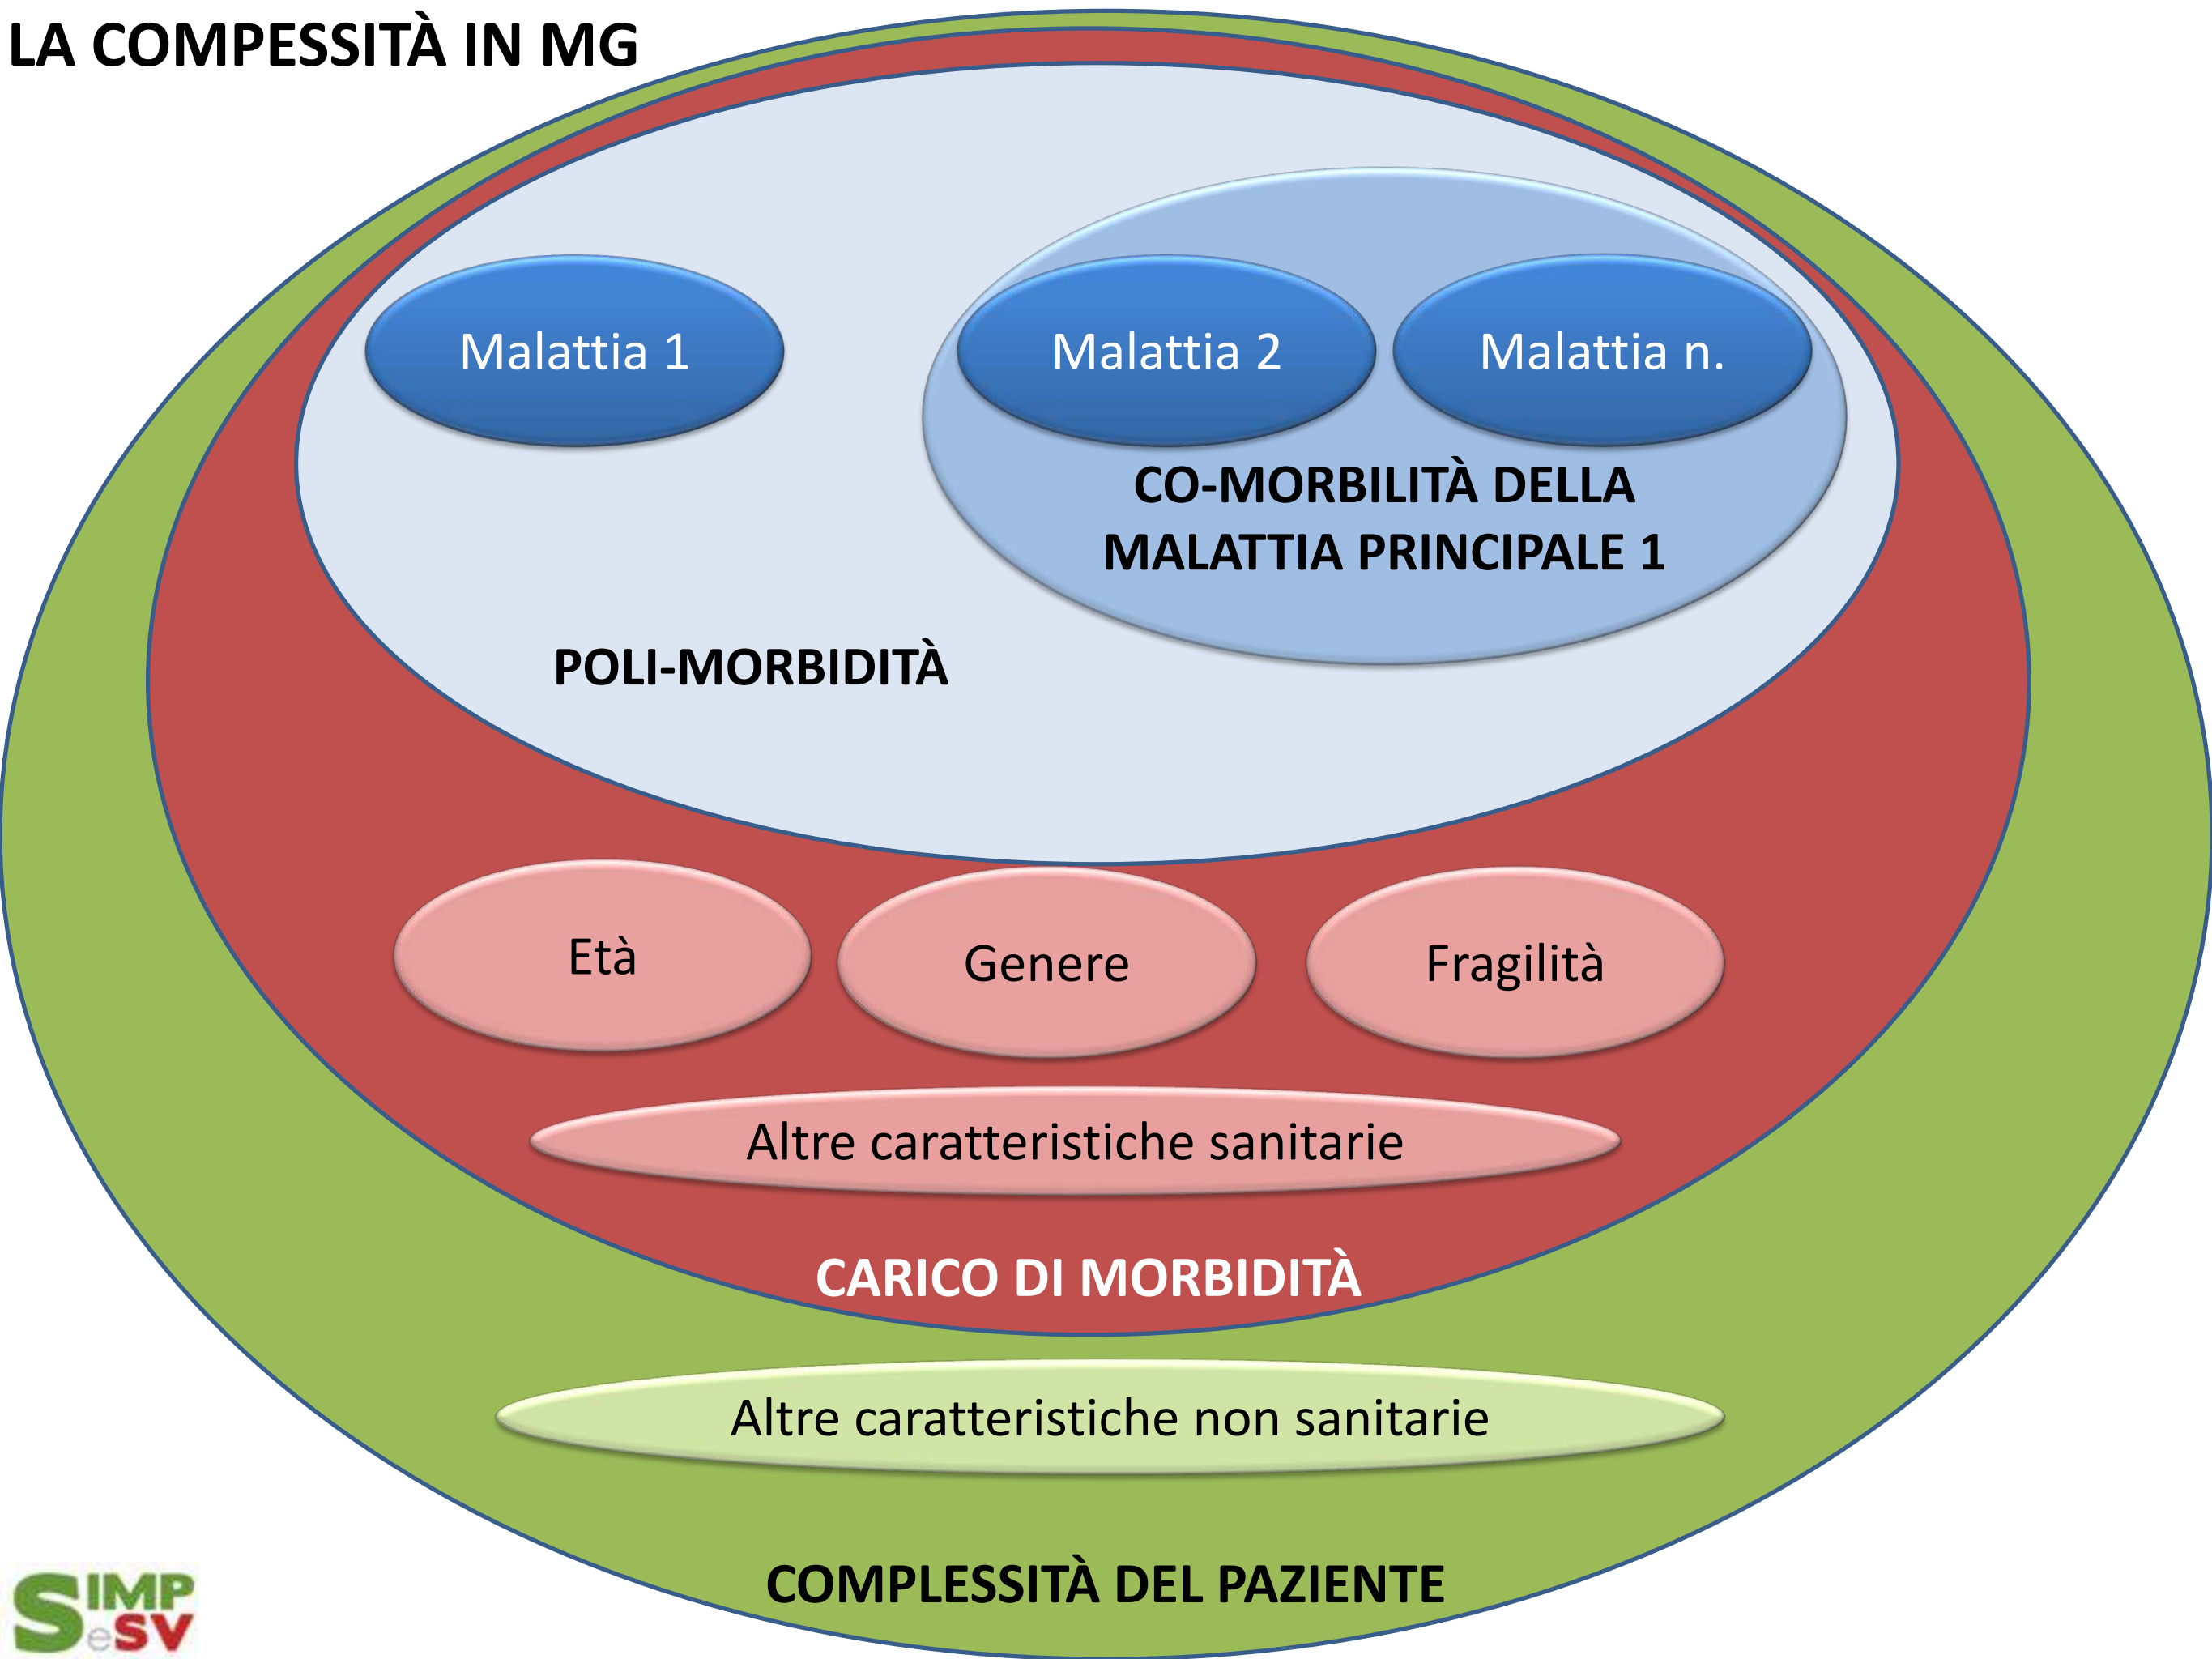 LA COMPESSITÀ IN MG
Malattia 1
Malattia 2
Malattia n.
CO-MORBILITÀ DELLA
MALATTIA PRINCIPALE 1
POLI-MORBIDITÀ
Età
Genere
Fragilità
Altre caratteristiche sanitarie
CARICO DI MORBIDITÀ
Altre caratteristiche non sanitarie
COMPLESSITÀ DEL PAZIENTE
SIMP
eSV